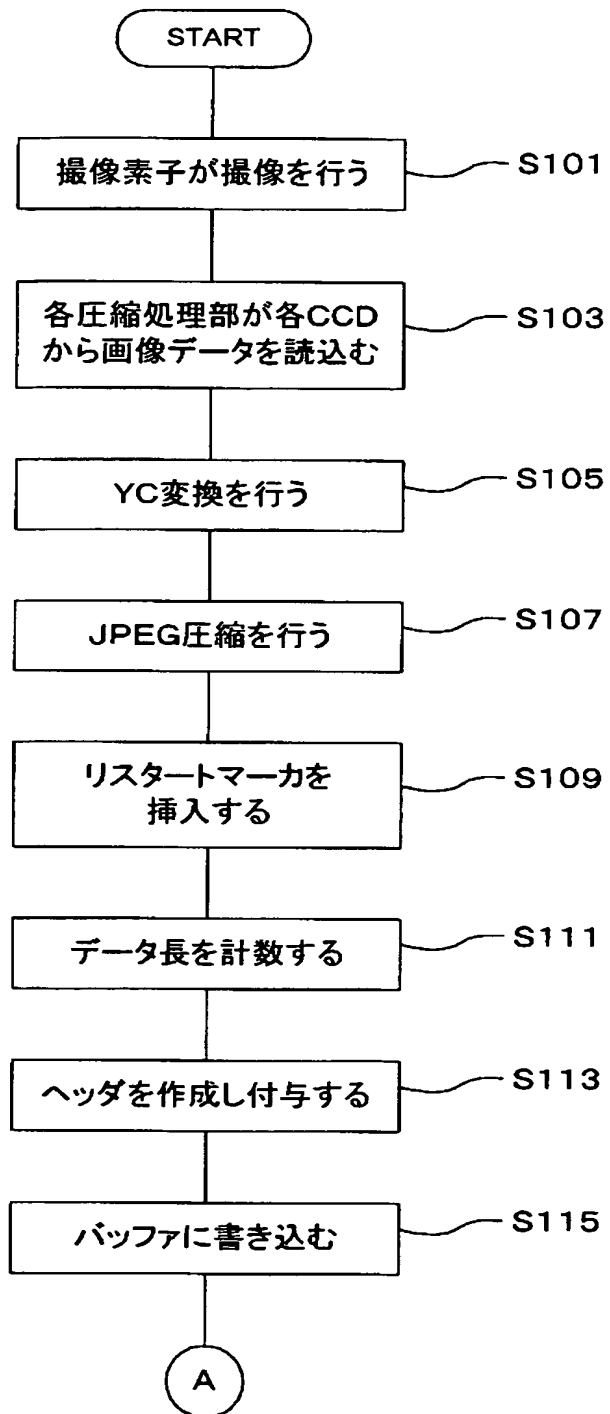 START
撮像素子が撮像を行う
S101
各圧縮処理部が各CCD
から画像データを読込む
S103
YC変換を行う
S105
JPEG圧縮を行う
S107
リスタートマーカを
挿入する
S109
データ長を計数する
S111
ヘッダを作成し付与する
S113
バッファに書き込む
S115
A